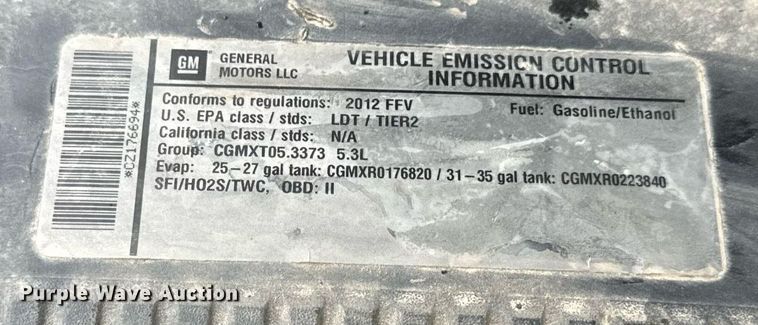 *CZ176694*
GM
GENERAL
MOTORS LLC
VEHICLE EMISSION CONTROL
INFORMATION
Conforms to regulations: 2012 FFV
Fuel: Gasoline/Ethanol
U.S. EPA class / stds: LDT / TIER2
California class / stds: N/A
Group: CGMXT05.3373 5.3L
Evap: 25-27 gal tank: CGMXR0176820 / 31-35 gal tank: CGMXR0223840
SFI/HO2S/TWC, OBD: II
Purple Wave Auction